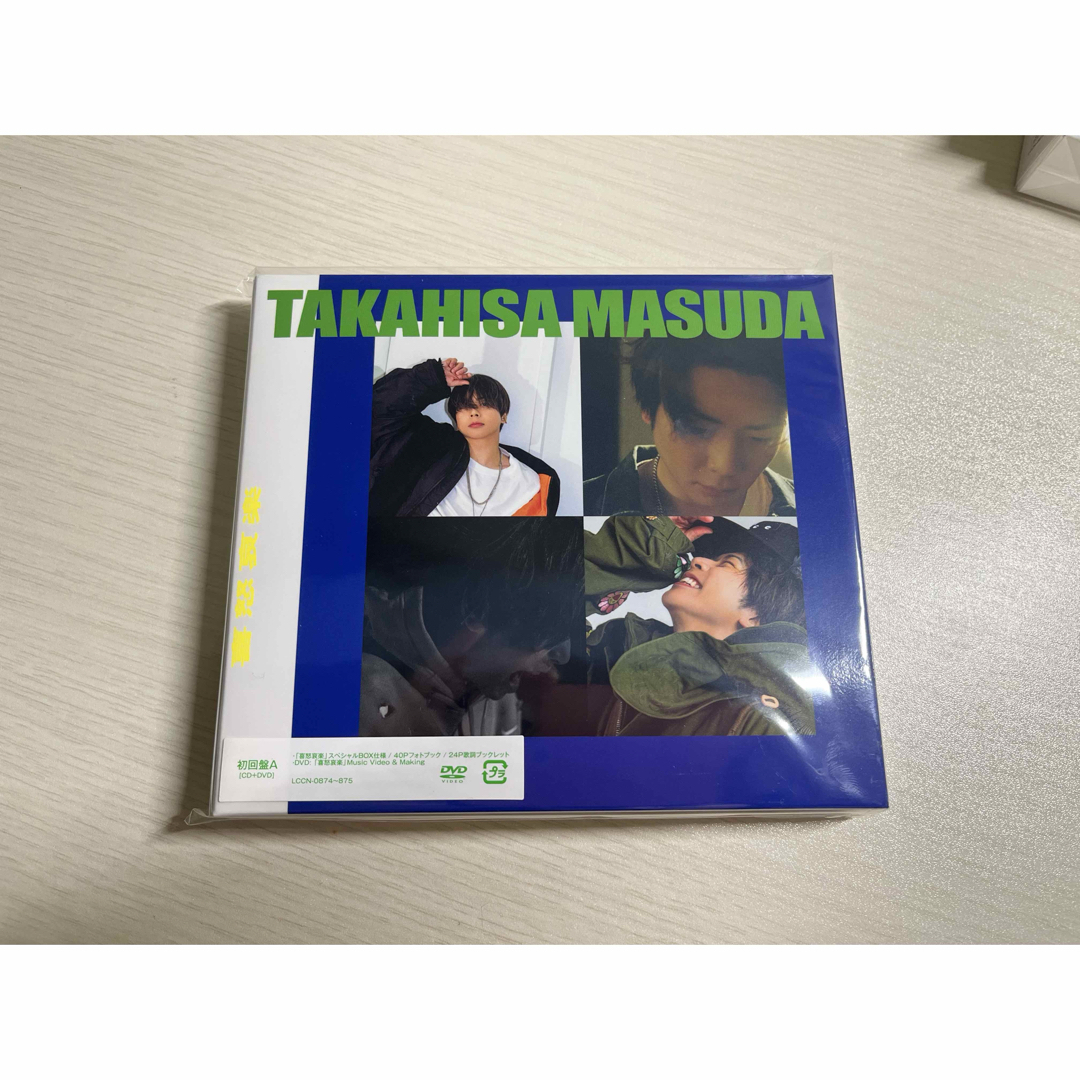 TAKAHISA MASUDA
喜怒哀楽
初回盤A
[CD+DVD]
・「喜怒哀楽」スペシャルBOX仕様 / 40Pフォトブック / 24P歌詞ブックレット
・DVD: 「喜怒哀楽」Music Video & Making
LCCN-0874~875
DVD
VIDEO
プラ